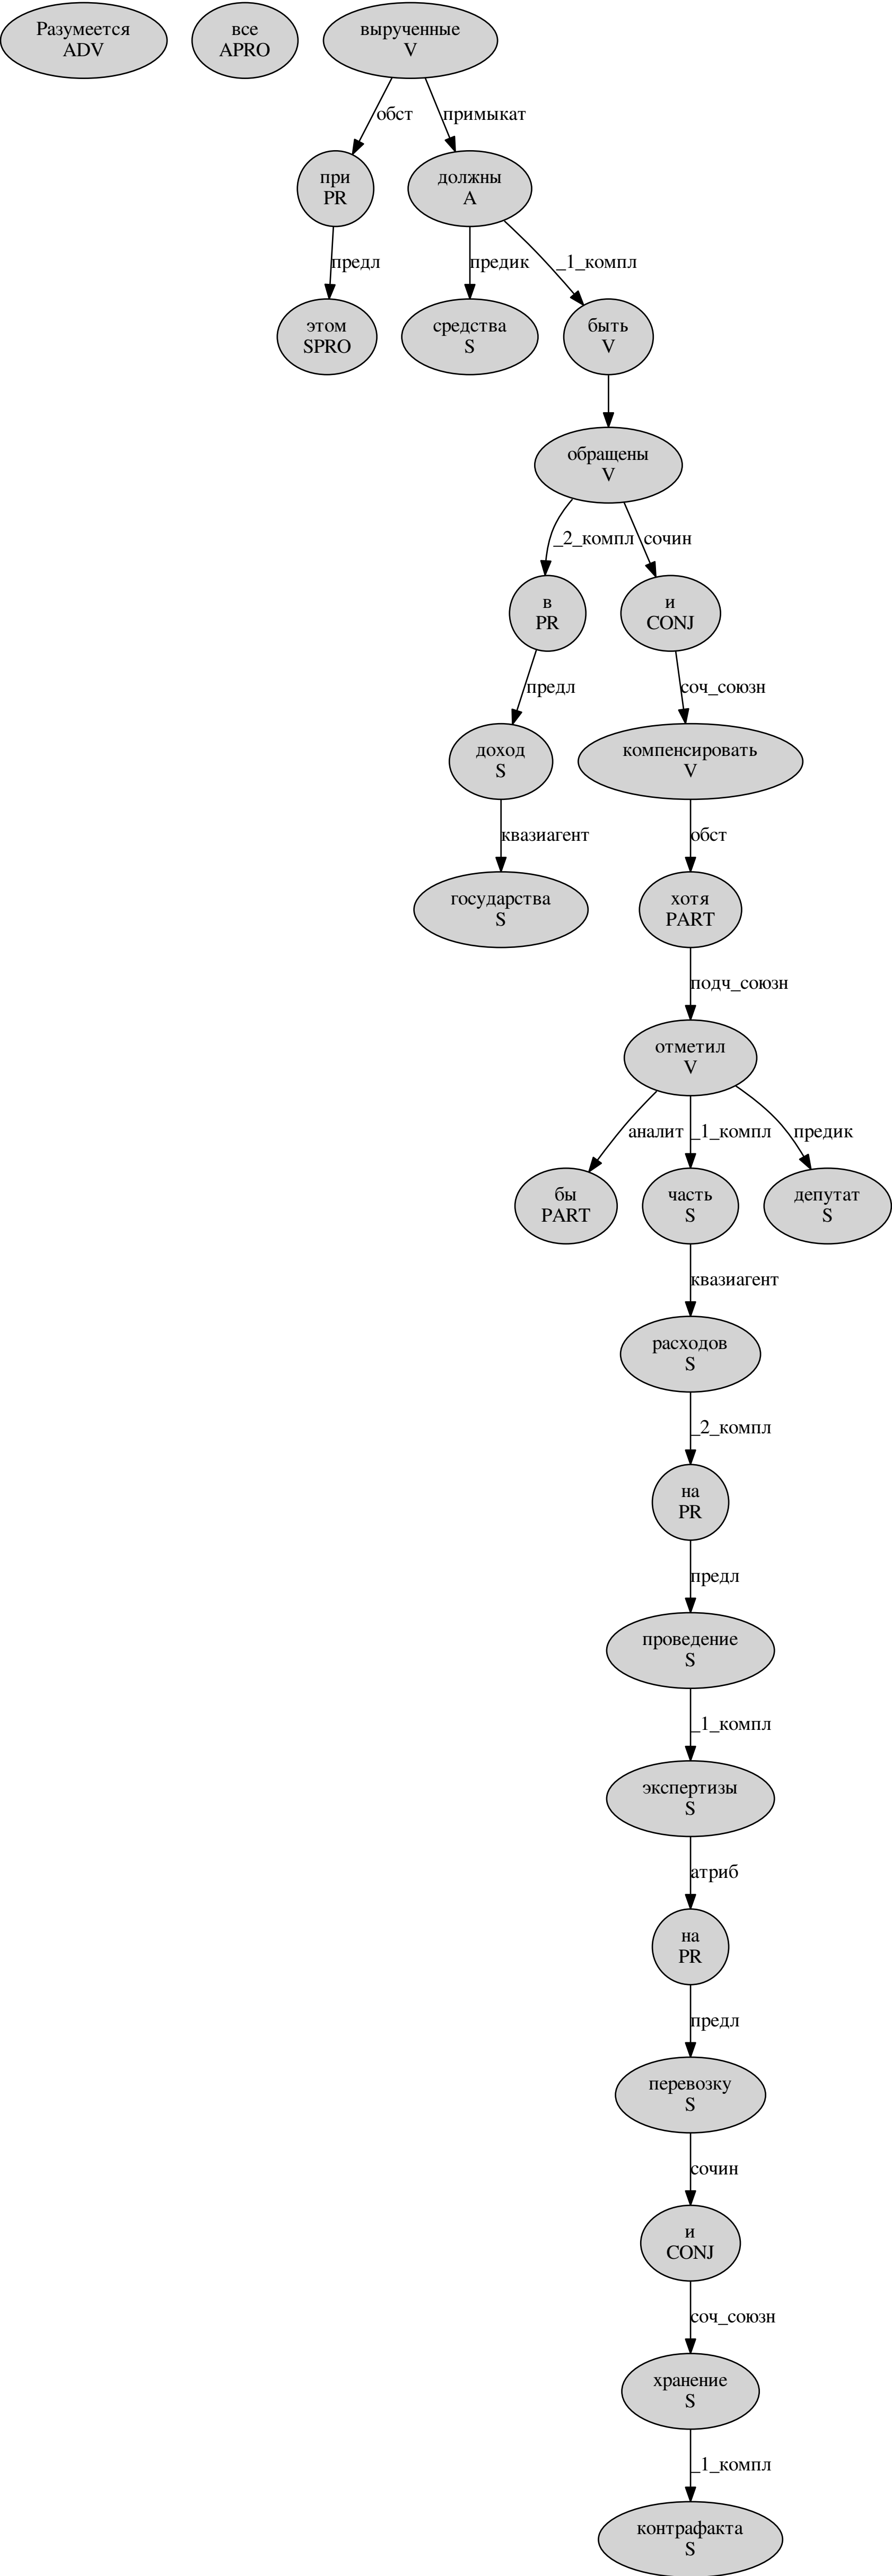 Разумеется
ADV
все
APRO
вырученные
V
обст
примыкат
при
PR
должны
A
предл
предик
_1_компл
этом
SPRO
средства
S
быть
V
обращены
V
_2_компл
сочин
в
PR
и
CONJ
предл
соч_союзн
доход
S
компенсировать
V
квазиагент
обст
государства
S
хотя
PART
подч_союзн
отметил
V
аналит
_1_компл
предик
бы
PART
часть
S
депутат
S
квазиагент
расходов
S
_2_компл
на
PR
предл
проведение
S
_1_компл
экспертизы
S
атриб
на
PR
предл
перевозку
S
сочин
и
CONJ
соч_союзн
хранение
S
_1_компл
контрафакта
S